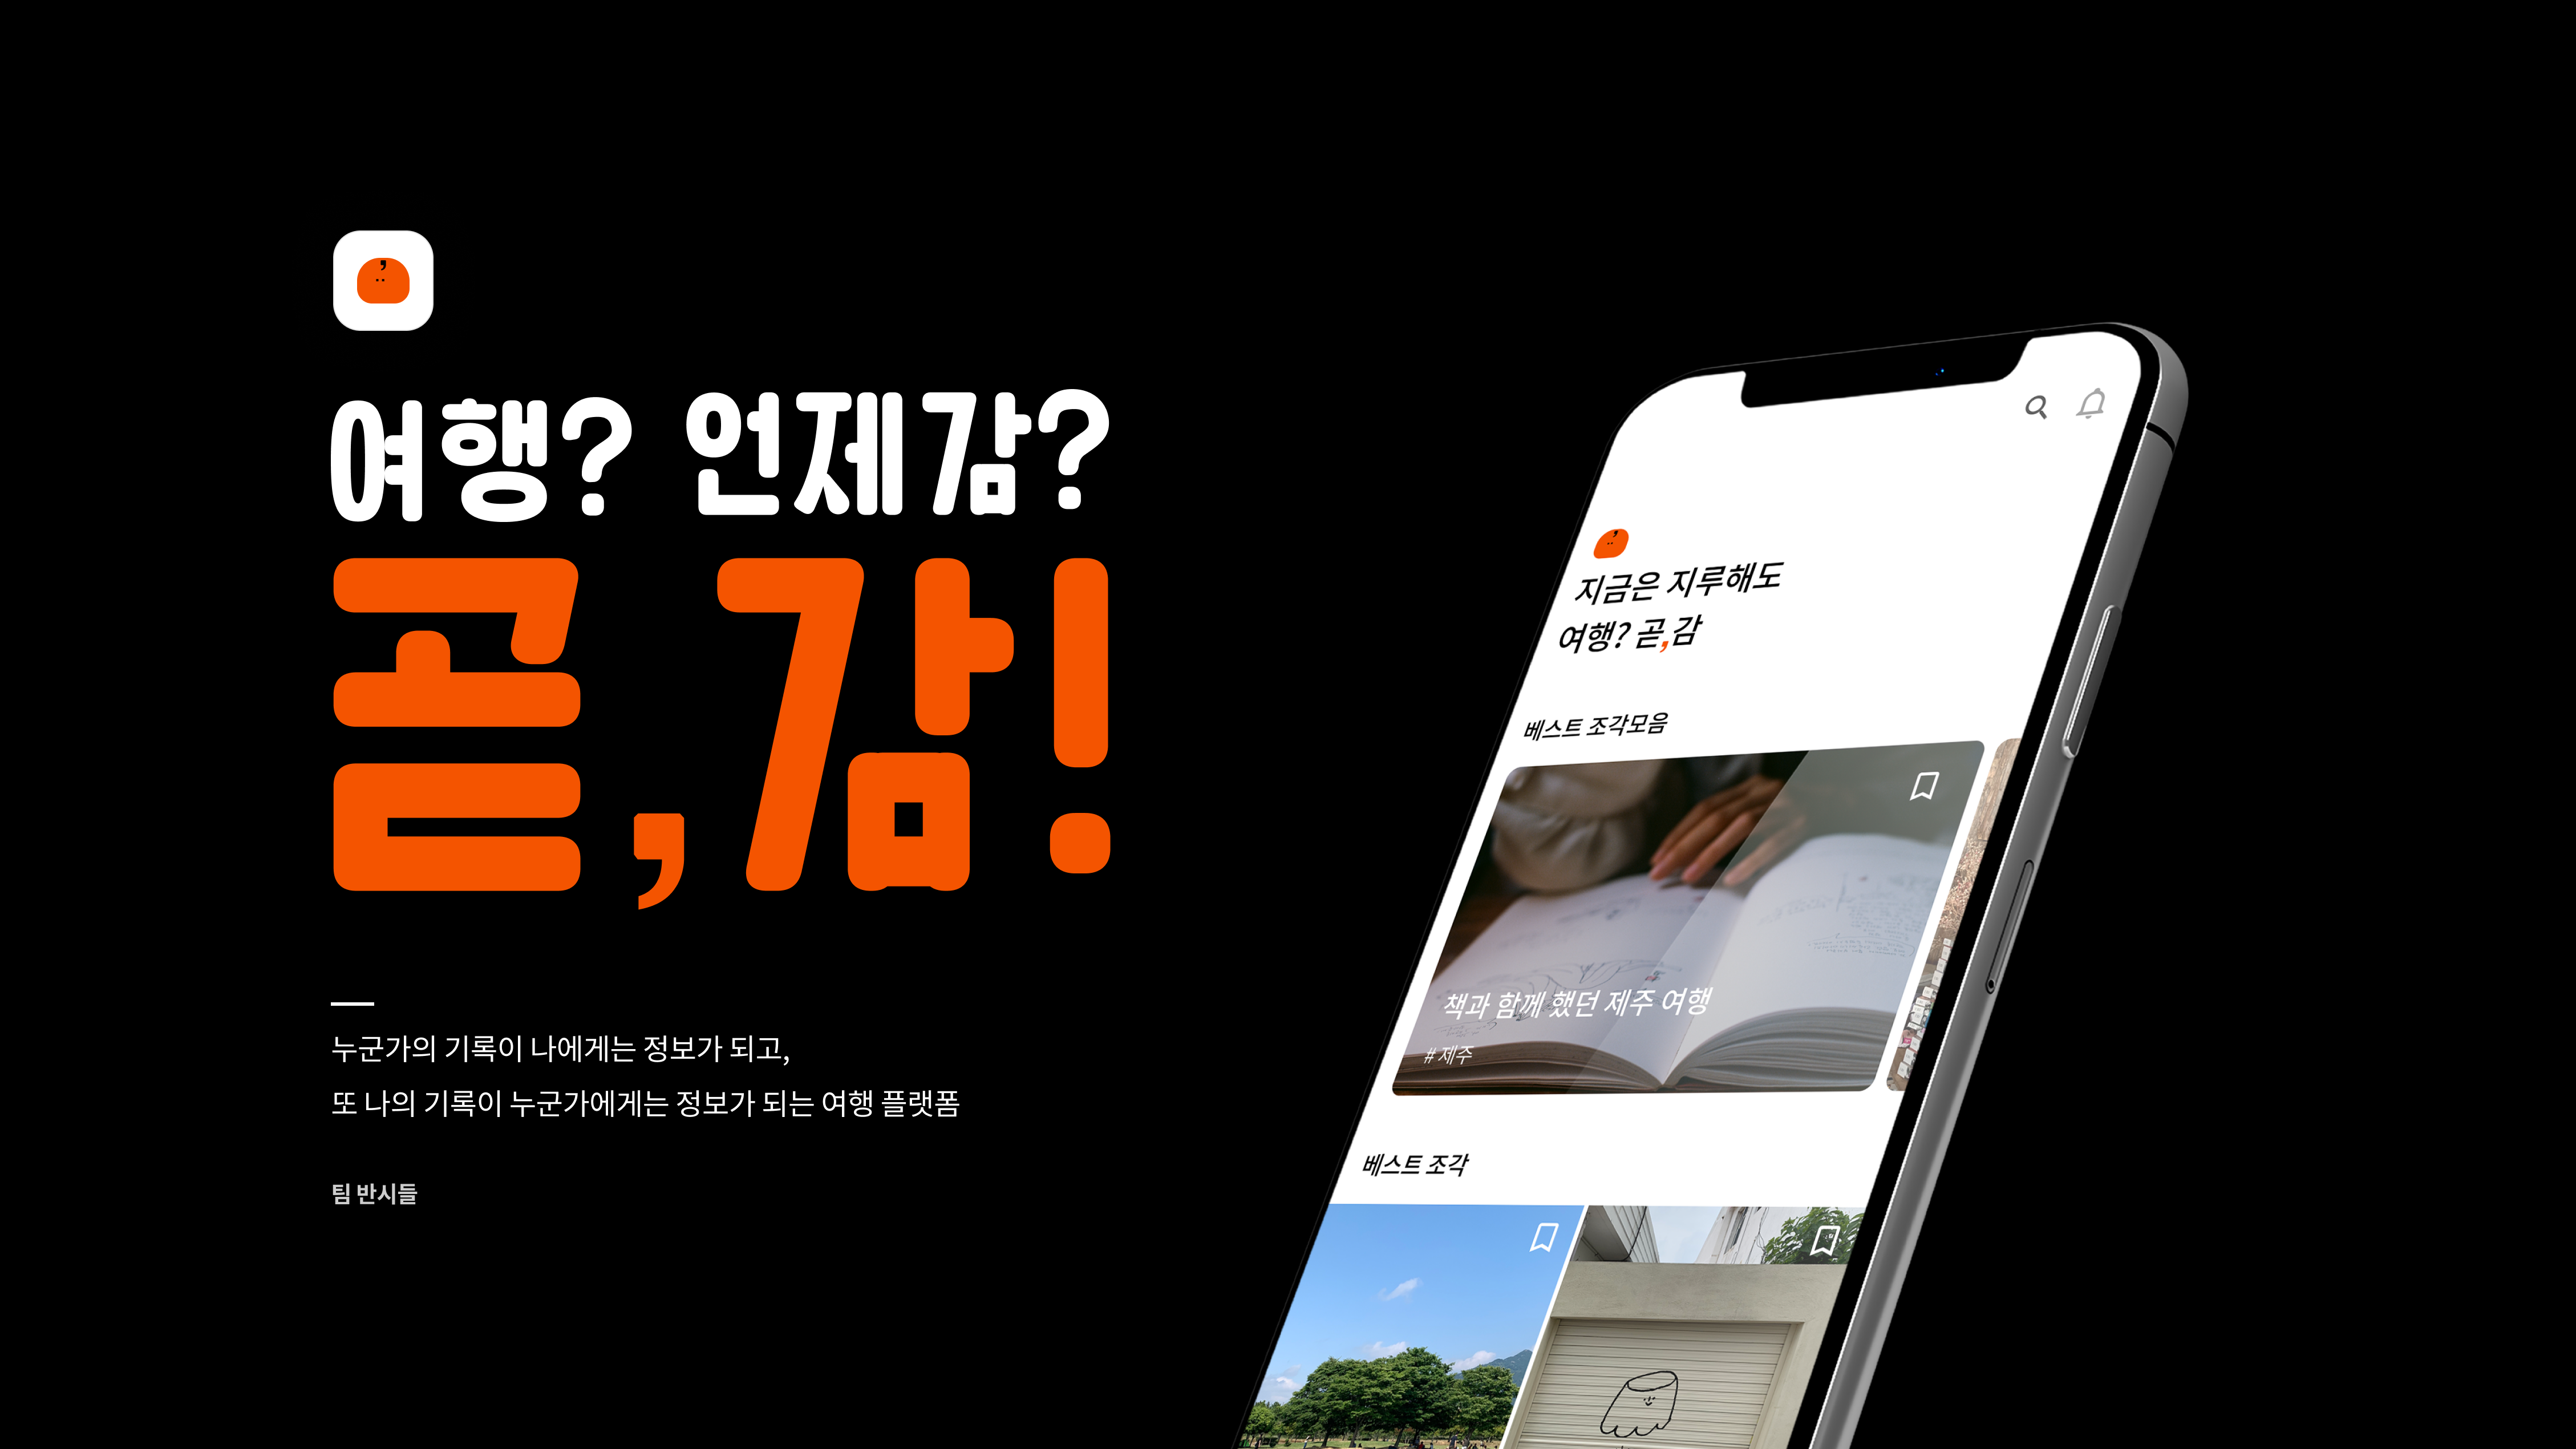 여행? 언제감?
곧,감!
누군가의 기록이 나에게는 정보가 되고,
또 나의 기록이 누군가에게는 정보가 되는 여행 플랫폼
팀 반시들
지금은 지루해도
여행? 곧,감
베스트 조각모음
책과 함께 했던 제주 여행
# 제주
베스트 조각